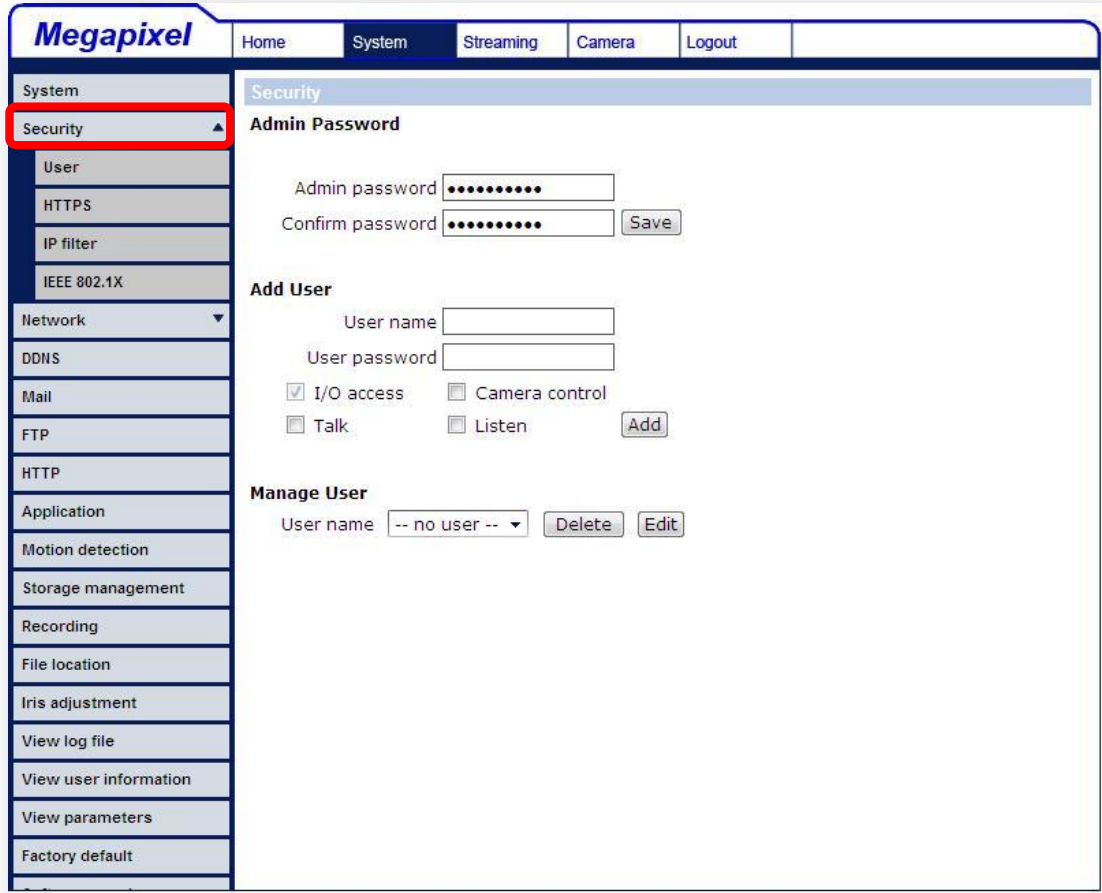 Megapixel
Home System Streaming Camera Logout
System
Security
User
HTTPS
IP filter
IEEE 802.1X
Network
DDNS
Mail
FTP
HTTP
Application
Motion detection
Storage management
Recording
File location
Iris adjustment
View log file
View user information
View parameters
Factory default
Security
Admin Password
Admin password ••••••••••
Confirm password •••••••••• Save
Add User
User name
User password
I/O access Camera control
Talk Listen Add
Manage User
User name -- no user -- Delete Edit